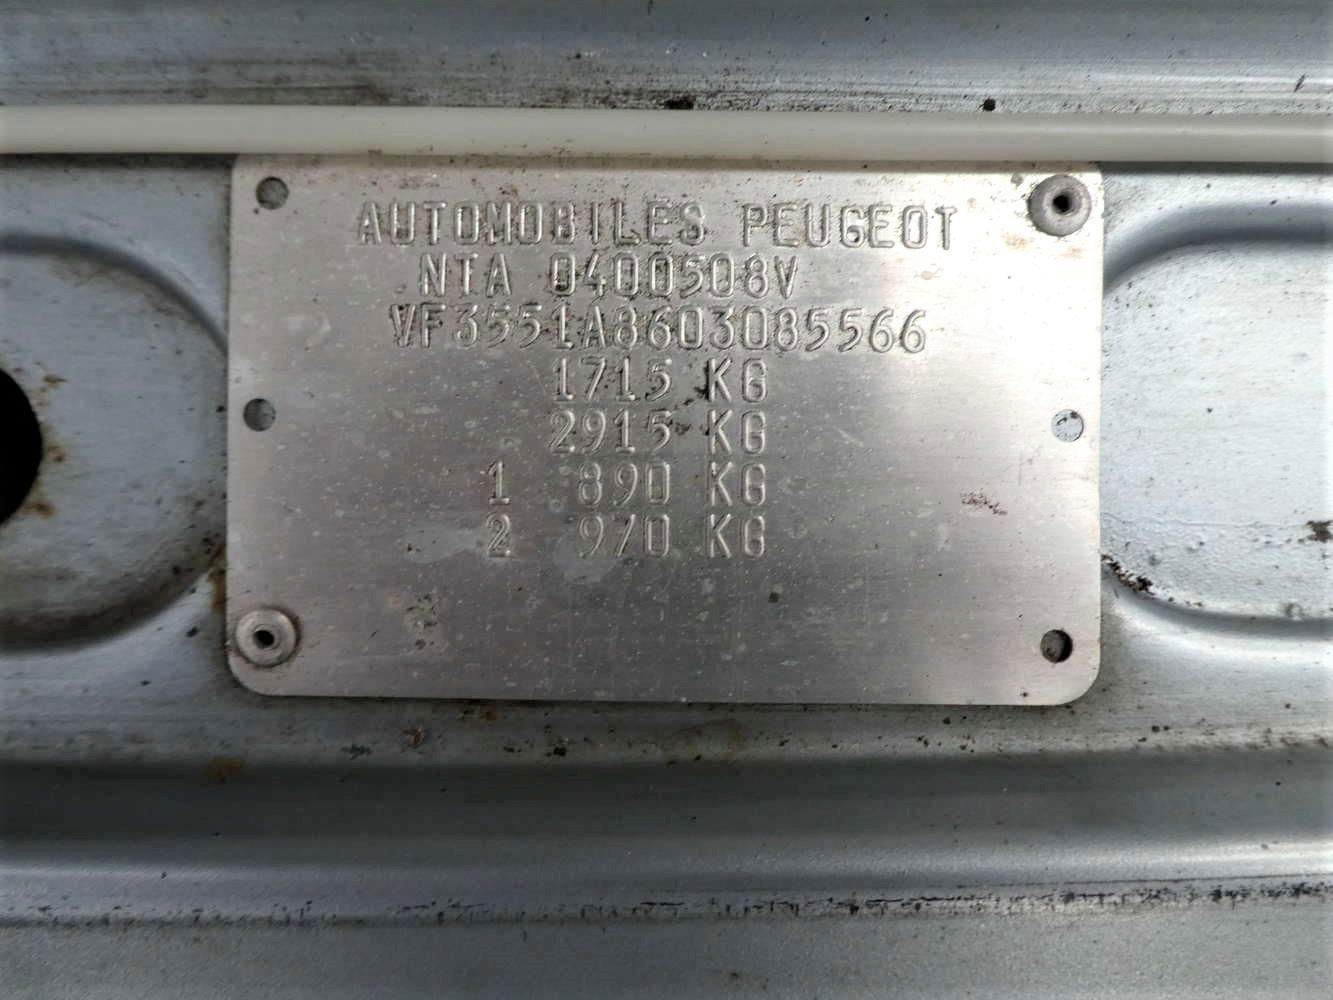 AUTOMOBILES PEUGEOT
NTA 0400508V
VF3551A8603085566
1715 KG
2915 KG
1 890 KG
2 970 KG